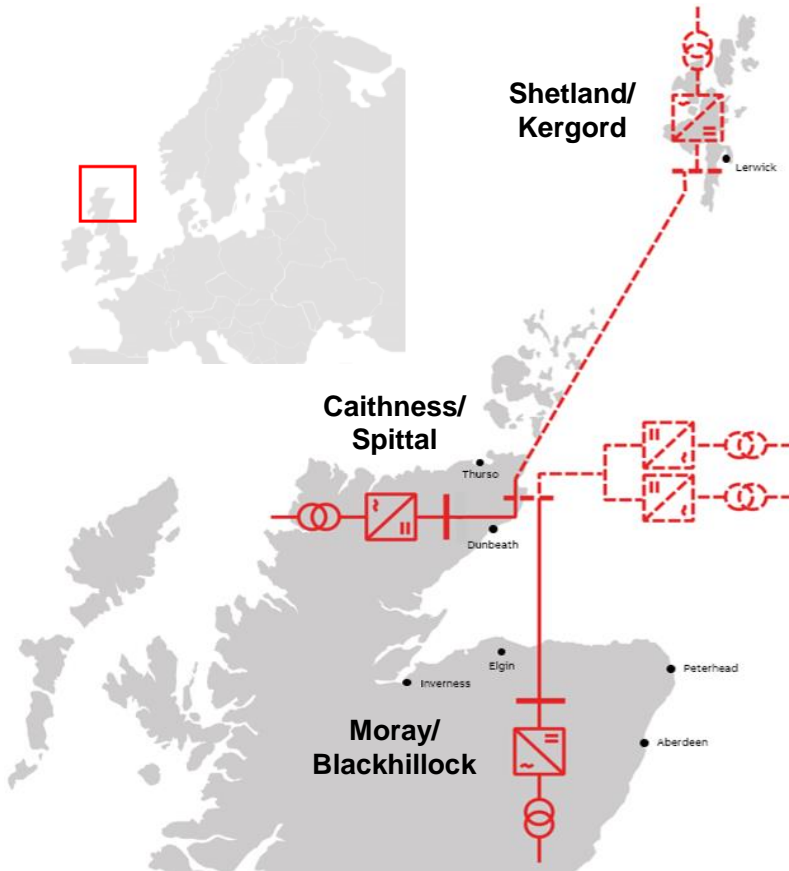 Shetland/
Kergord
Lerwick
Caithness/
Spittal
Thurso
Dunbeath
Elgin
Inverness
Peterhead
Moray/
Blackhillock
Aberdeen